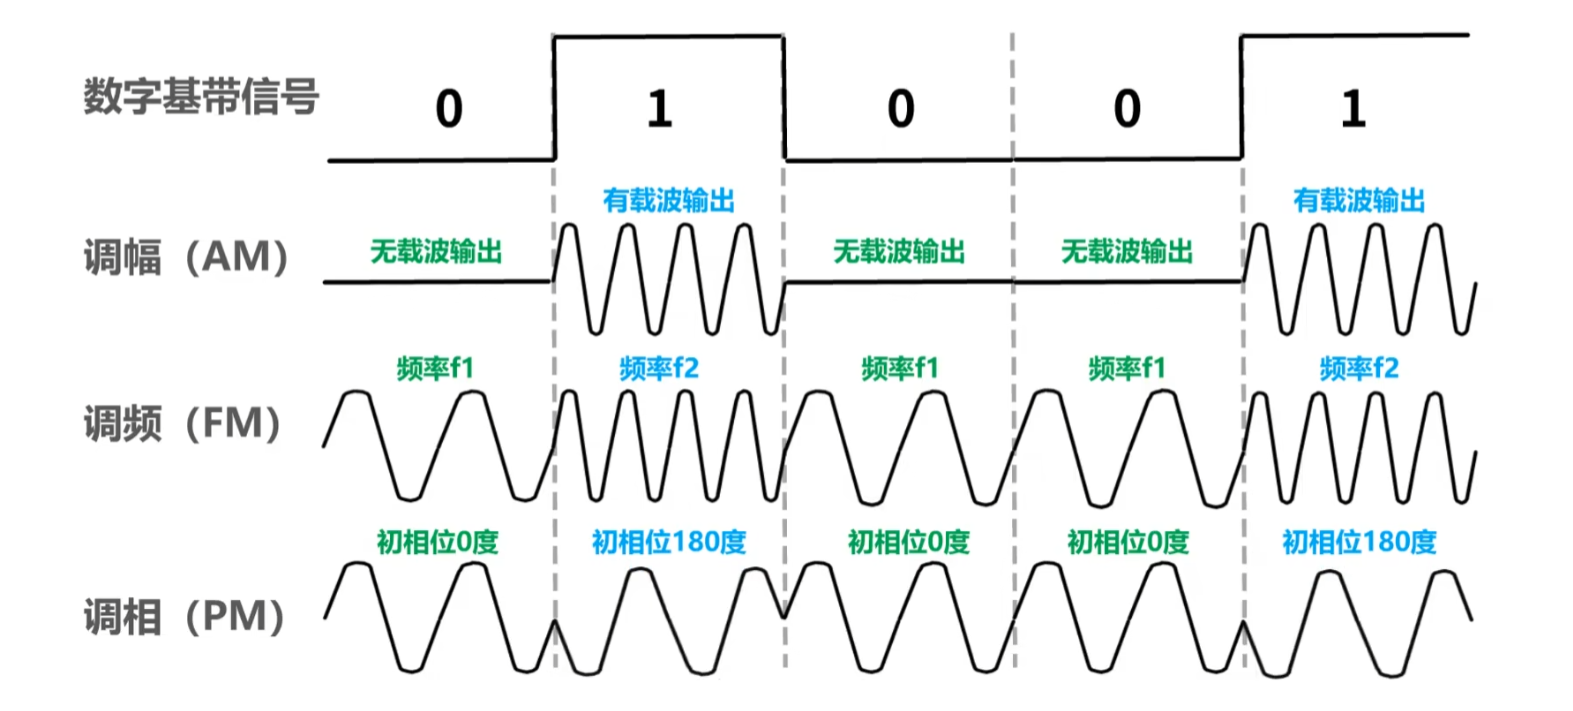 数字基带信号
0 1 0 0 1
有载波输出 有载波输出
调幅（AM）
无载波输出 无载波输出 无载波输出
频率f1 频率f2 频率f1 频率f1 频率f2
调频（FM）
初相位0度 初相位180度 初相位0度 初相位0度 初相位180度
调相（PM）